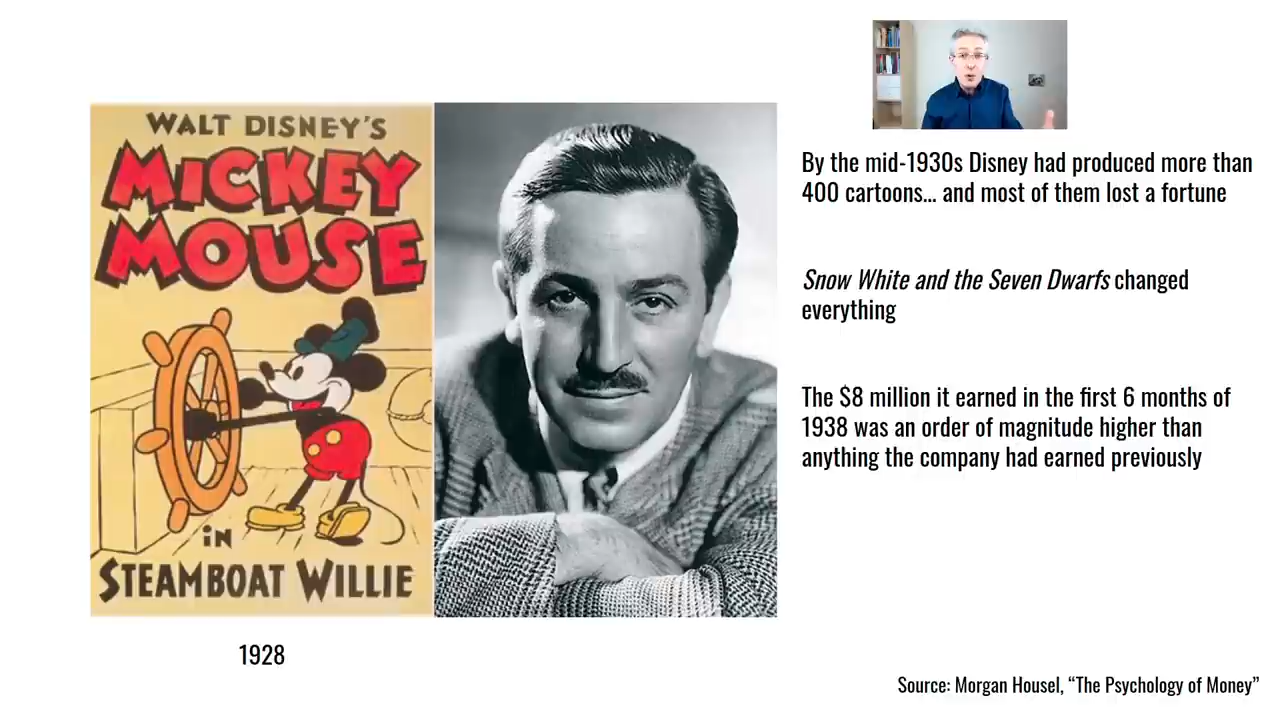 WALT DISNEY'S
MICKEY
MOUSE
iN
STEAMBOAT WILLIE
1928
By the mid-1930s Disney had produced more than
400 cartoons... and most of them lost a fortune
Snow White and the Seven Dwarfs changed
everything
The $8 million it earned in the first 6 months of
1938 was an order of magnitude higher than
anything the company had earned previously
Source: Morgan Housel, “The Psychology of Money”